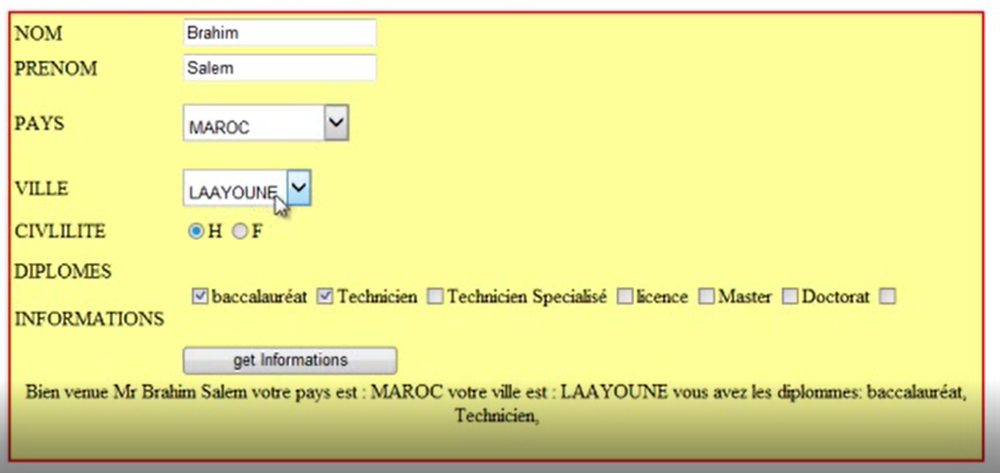 NOM Brahim
PRENOM Salem
PAYS MAROC
VILLE LAAYOUNE
CIVLILITE H F
DIPLOMES
baccalauréat Technicien Technicien Specialisé licence Master Doctorat
INFORMATIONS
get Informations
Bien venue Mr Brahim Salem votre pays est : MAROC votre ville est : LAAYOUNE vous avez les diplommes: baccalauréat,
Technicien,